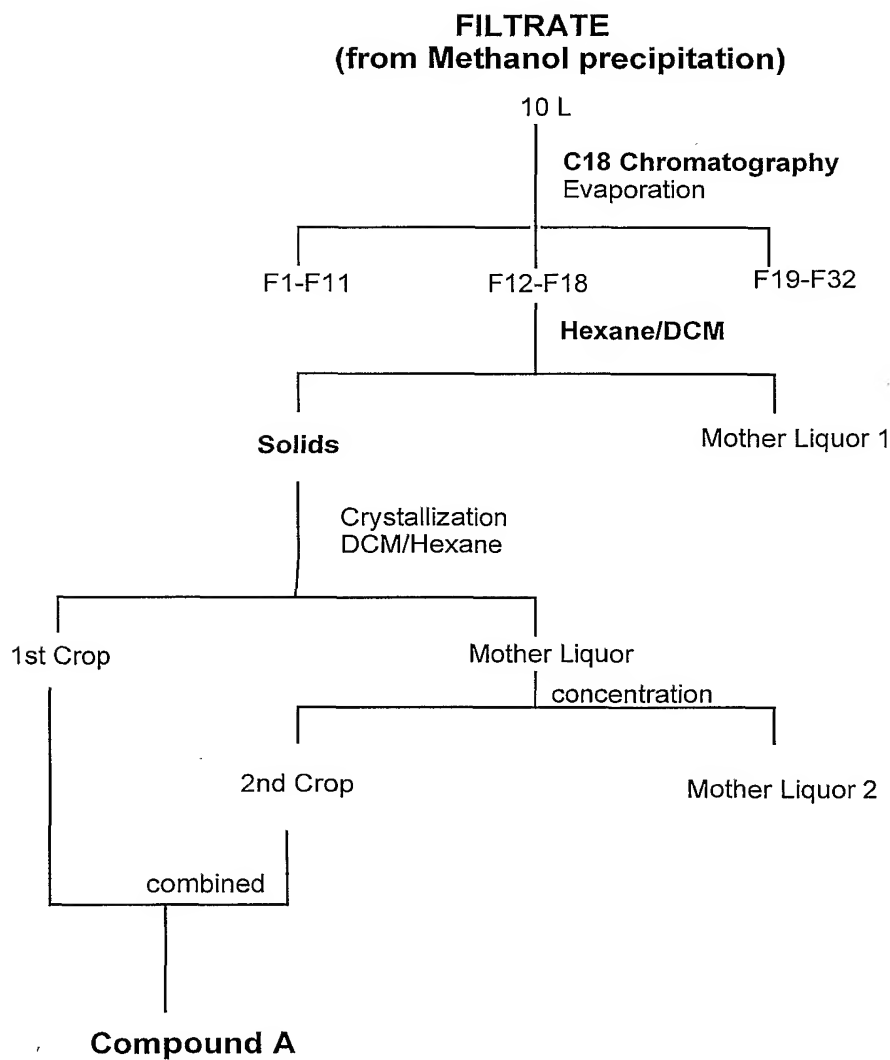 FILTRATE
(from Methanol precipitation)
10 L
C18 Chromatography
Evaporation
F1-F11
F12-F18
F19-F32
Hexane/DCM
Solids
Mother Liquor 1
Crystallization
DCM/Hexane
1st Crop
Mother Liquor
concentration
2nd Crop
Mother Liquor 2
combined
Compound A